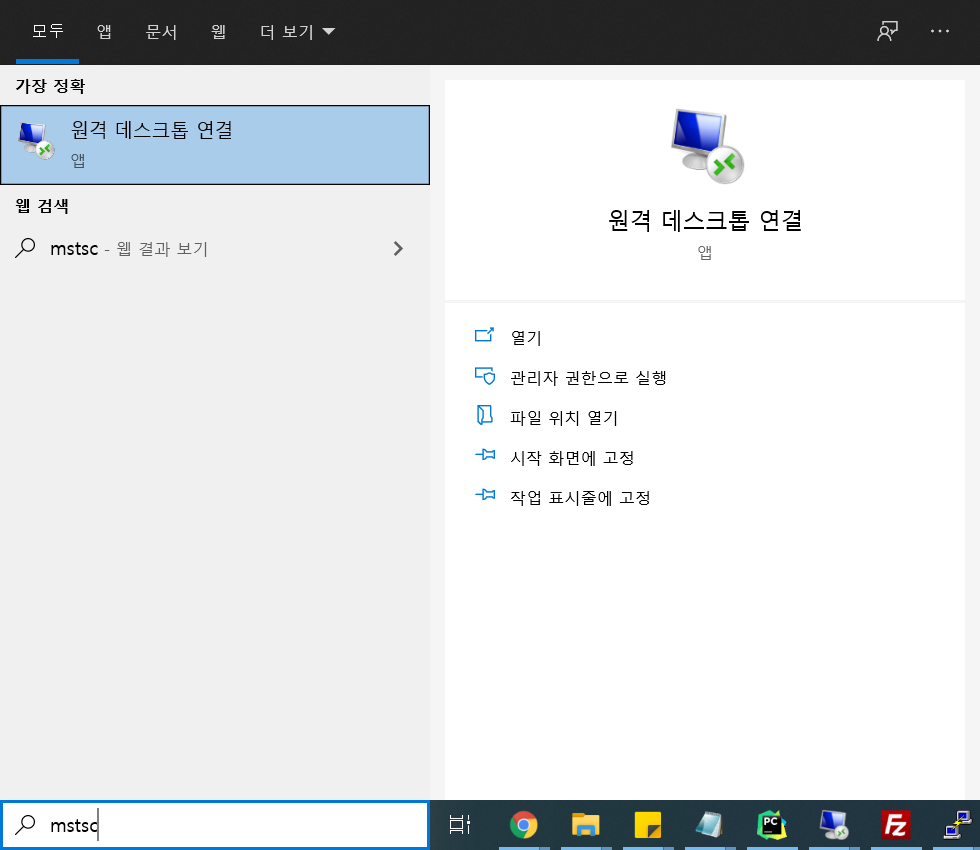 모두 앱 문서 웹 더 보기
가장 정확
원격 데스크톱 연결
앱
웹 검색
mstsc - 웹 결과 보기
원격 데스크톱 연결
앱
열기
관리자 권한으로 실행
파일 위치 열기
시작 화면에 고정
작업 표시줄에 고정
mstsc
PC
FZ